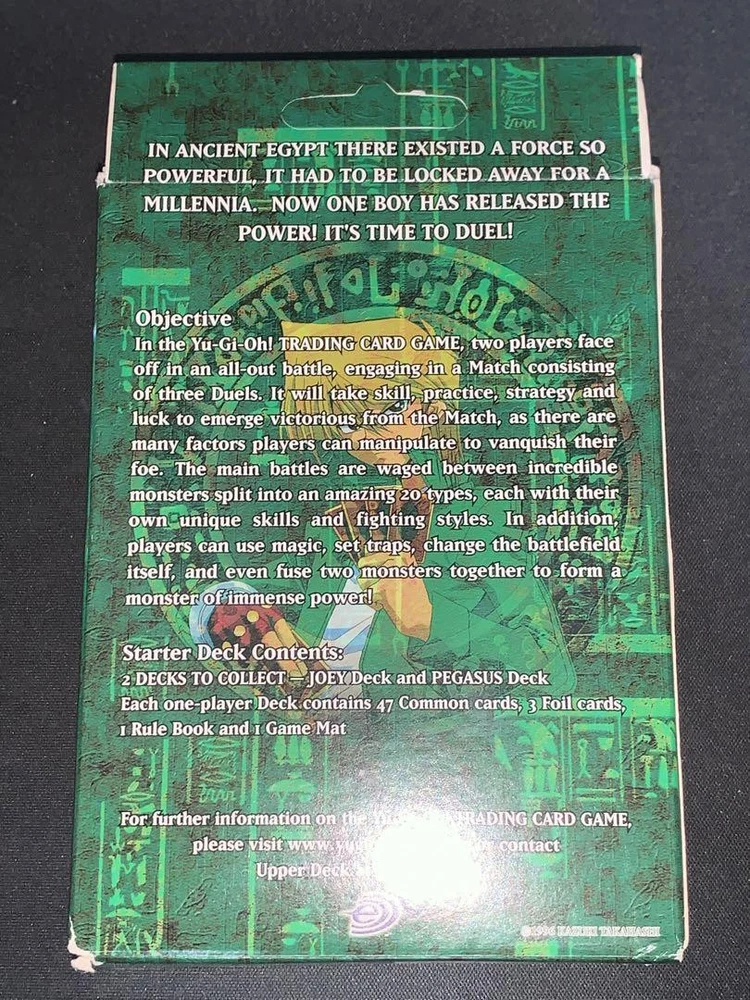 IN ANCIENT EGYPT THERE EXISTED A FORCE SO
POWERFUL, IT HAD TO BE LOCKED AWAY FOR A
MILLENNIA. NOW ONE BOY HAS RELEASED THE
POWER! IT'S TIME TO DUEL!
Objective
In the Yu-Gi-Oh! TRADING CARD GAME, two players face
off in an all-out battle, engaging in a Match consisting
of three Duels. It will take skill, practice, strategy and
luck to emerge victorious from the Match, as there are
many factors players can manipulate to vanquish their
foe. The main battles are waged between incredible
monsters split into an amazing 20 types, each with their
own unique skills and fighting styles. In addition,
players can use magic, set traps, change the battlefield
itself, and even fuse two monsters together to form a
monster of immense power!
Starter Deck Contents:
2 DECKS TO COLLECT — JOEY Deck and PEGASUS Deck
Each one-player Deck contains 47 Common cards, 3 Foil cards,
1 Rule Book and 1 Game Mat
For further information on the TRADING CARD GAME,
please visit contact
Upper Deck
©1996 KAZUKI TAKAHASHI